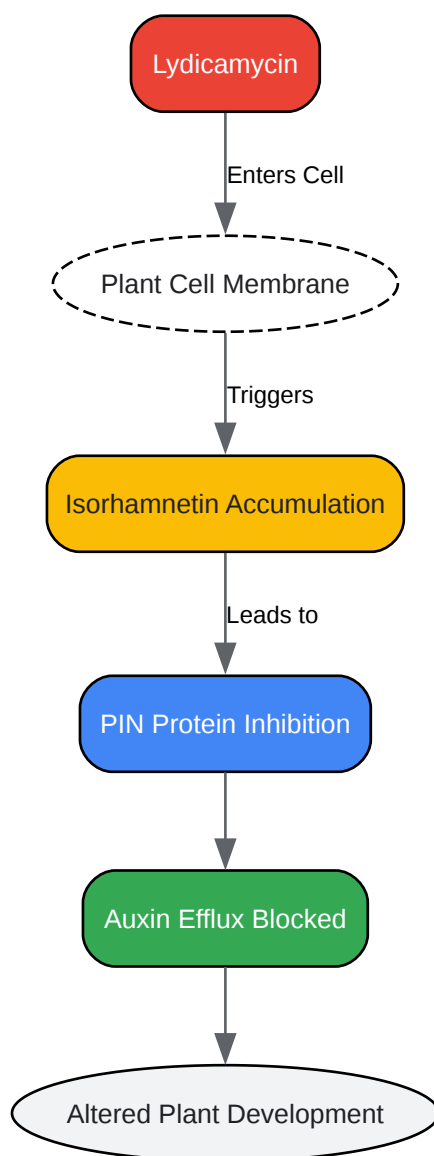 Lydicamycin
Enters Cell
Plant Cell Membrane
Triggers
Isorhamnetin Accumulation
Leads to
PIN Protein Inhibition
Auxin Efflux Blocked
Altered Plant Development